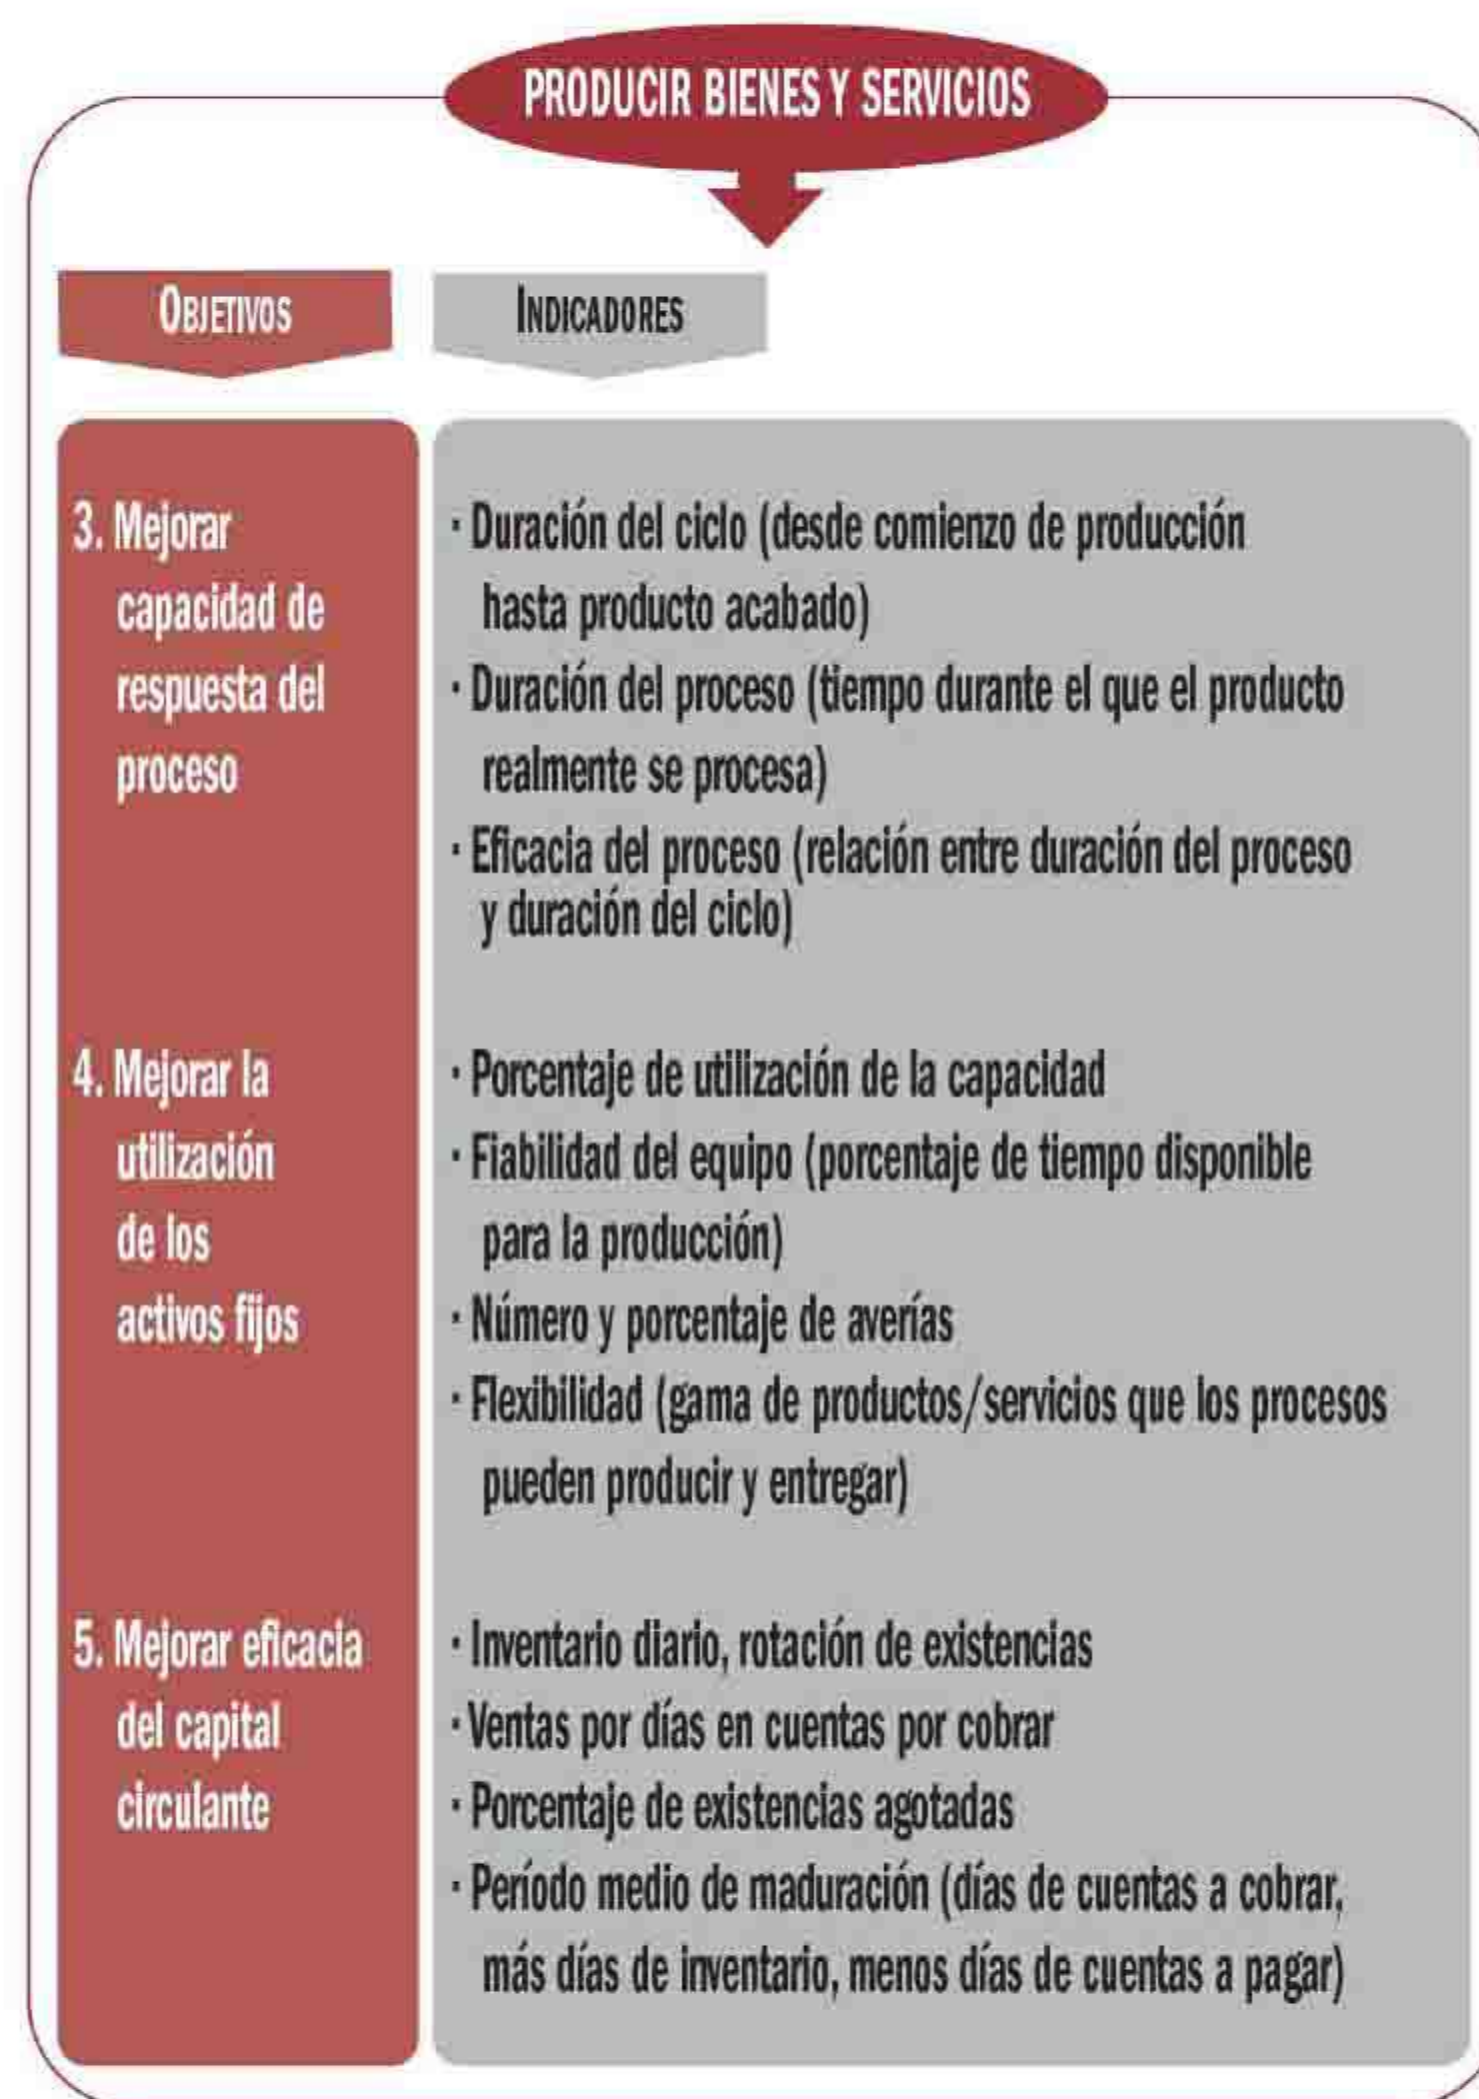 PRODUCIR BIENES Y SERVICIOS
OBJETIVOS
INDICADORES
3. Mejorar
capacidad de
respuesta del
proceso
· Duración del ciclo (desde comienzo de producción
hasta producto acabado)
· Duración del proceso (tiempo durante el que el producto
realmente se procesa)
· Eficacia del proceso (relación entre duración del proceso
y duración del ciclo)
4. Mejorar la
utilización
de los
activos fijos
· Porcentaje de utilización de la capacidad
· Fiabilidad del equipo (porcentaje de tiempo disponible
para la producción)
· Número y porcentaje de averías
· Flexibilidad (gama de productos/servicios que los procesos
pueden producir y entregar)
5. Mejorar eficacia
del capital
circulante
· Inventario diario, rotación de existencias
· Ventas por días en cuentas por cobrar
· Porcentaje de existencias agotadas
· Período medio de maduración (días de cuentas a cobrar,
más días de inventario, menos días de cuentas a pagar)